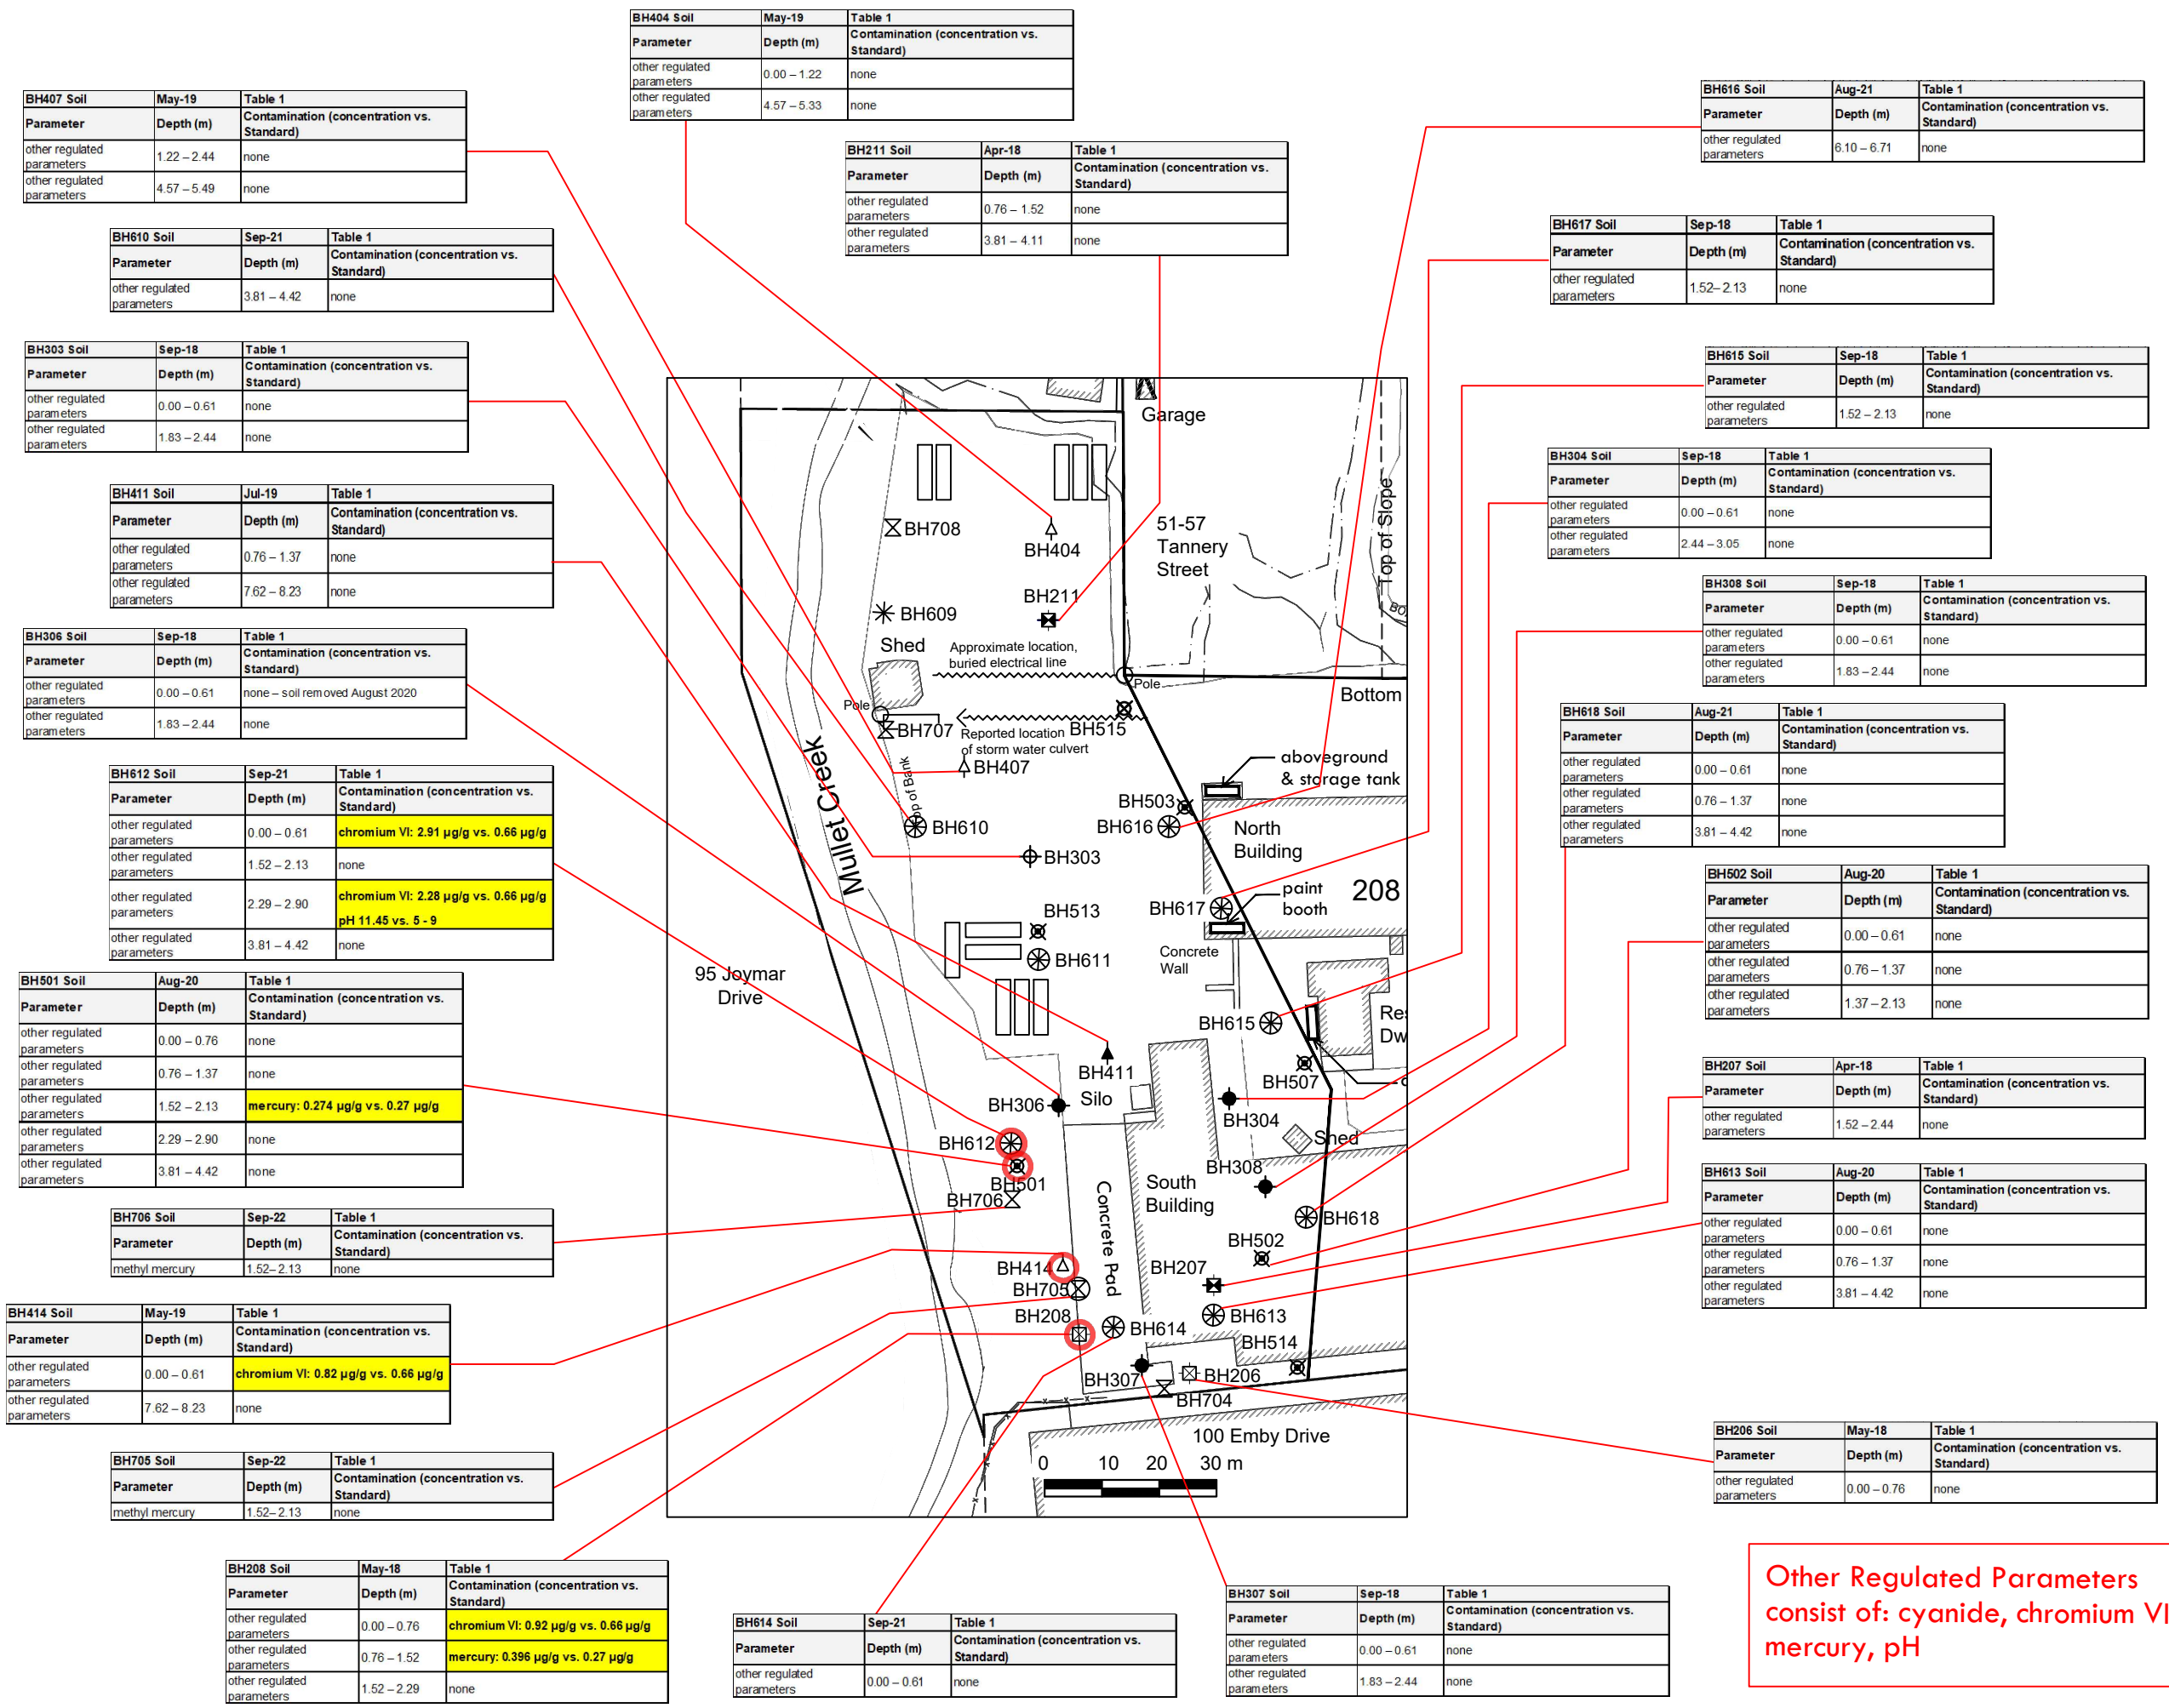 BH404 Soil May-19 Table 1
Parameter Depth (m) Contamination (concentration vs. Standard)
other regulated parameters 0.00 – 1.22 none
other regulated parameters 4.57 – 5.33 none
BH407 Soil May-19 Table 1
Parameter Depth (m) Contamination (concentration vs. Standard)
other regulated parameters 1.22 – 2.44 none
other regulated parameters 4.57 – 5.49 none
BH211 Soil Apr-18 Table 1
Parameter Depth (m) Contamination (concentration vs. Standard)
other regulated parameters 0.76 – 1.52 none
other regulated parameters 3.81 – 4.11 none
BH616 Soil Aug-21 Table 1
Parameter Depth (m) Contamination (concentration vs. Standard)
other regulated parameters 6.10 – 6.71 none
BH610 Soil Sep-21 Table 1
Parameter Depth (m) Contamination (concentration vs. Standard)
other regulated parameters 3.81 – 4.42 none
BH617 Soil Sep-18 Table 1
Parameter Depth (m) Contamination (concentration vs. Standard)
other regulated parameters 1.52– 2.13 none
BH303 Soil Sep-18 Table 1
Parameter Depth (m) Contamination (concentration vs. Standard)
other regulated parameters 0.00 – 0.61 none
other regulated parameters 1.83 – 2.44 none
BH615 Soil Sep-18 Table 1
Parameter Depth (m) Contamination (concentration vs. Standard)
other regulated parameters 1.52 – 2.13 none
BH411 Soil Jul-19 Table 1
Parameter Depth (m) Contamination (concentration vs. Standard)
other regulated parameters 0.76 – 1.37 none
other regulated parameters 7.62 – 8.23 none
BH304 Soil Sep-18 Table 1
Parameter Depth (m) Contamination (concentration vs. Standard)
other regulated parameters 0.00 – 0.61 none
other regulated parameters 2.44 – 3.05 none
BH306 Soil Sep-18 Table 1
Parameter Depth (m) Contamination (concentration vs. Standard)
other regulated parameters 0.00 – 0.61 none – soil removed August 2020
other regulated parameters 1.83 – 2.44 none
BH308 Soil Sep-18 Table 1
Parameter Depth (m) Contamination (concentration vs. Standard)
other regulated parameters 0.00 – 0.61 none
other regulated parameters 1.83 – 2.44 none
BH612 Soil Sep-21 Table 1
Parameter Depth (m) Contamination (concentration vs. Standard)
other regulated parameters 0.00 – 0.61 chromium VI: 2.91 µg/g vs. 0.66 µg/g
other regulated parameters 1.52 – 2.13 none
other regulated parameters 2.29 – 2.90 chromium VI: 2.28 µg/g vs. 0.66 µg/g
pH 11.45 vs. 5 - 9
other regulated parameters 3.81 – 4.42 none
BH618 Soil Aug-21 Table 1
Parameter Depth (m) Contamination (concentration vs. Standard)
other regulated parameters 0.00 – 0.61 none
other regulated parameters 0.76 – 1.37 none
other regulated parameters 3.81 – 4.42 none
BH501 Soil Aug-20 Table 1
Parameter Depth (m) Contamination (concentration vs. Standard)
other regulated parameters 0.00 – 0.76 none
other regulated parameters 0.76 – 1.37 none
other regulated parameters 1.52 – 2.13 mercury: 0.274 µg/g vs. 0.27 µg/g
other regulated parameters 2.29 – 2.90 none
other regulated parameters 3.81 – 4.42 none
BH502 Soil Aug-20 Table 1
Parameter Depth (m) Contamination (concentration vs. Standard)
other regulated parameters 0.00 – 0.61 none
other regulated parameters 0.76 – 1.37 none
other regulated parameters 1.37 – 2.13 none
BH706 Soil Sep-22 Table 1
Parameter Depth (m) Contamination (concentration vs. Standard)
methyl mercury 1.52– 2.13 none
BH207 Soil Apr-18 Table 1
Parameter Depth (m) Contamination (concentration vs. Standard)
other regulated parameters 1.52 – 2.44 none
BH414 Soil May-19 Table 1
Parameter Depth (m) Contamination (concentration vs. Standard)
other regulated parameters 0.00 – 0.61 chromium VI: 0.82 µg/g vs. 0.66 µg/g
other regulated parameters 7.62 – 8.23 none
BH613 Soil Aug-20 Table 1
Parameter Depth (m) Contamination (concentration vs. Standard)
other regulated parameters 0.00 – 0.61 none
other regulated parameters 0.76 – 1.37 none
other regulated parameters 3.81 – 4.42 none
BH705 Soil Sep-22 Table 1
Parameter Depth (m) Contamination (concentration vs. Standard)
methyl mercury 1.52– 2.13 none
BH206 Soil May-18 Table 1
Parameter Depth (m) Contamination (concentration vs. Standard)
other regulated parameters 0.00 – 0.76 none
BH208 Soil May-18 Table 1
Parameter Depth (m) Contamination (concentration vs. Standard)
other regulated parameters 0.00 – 0.76 chromium VI: 0.92 µg/g vs. 0.66 µg/g
other regulated parameters 0.76 – 1.52 mercury: 0.396 µg/g vs. 0.27 µg/g
other regulated parameters 1.52 – 2.29 none
BH614 Soil Sep-21 Table 1
Parameter Depth (m) Contamination (concentration vs. Standard)
other regulated parameters 0.00 – 0.61 none
BH307 Soil Sep-18 Table 1
Parameter Depth (m) Contamination (concentration vs. Standard)
other regulated parameters 0.00 – 0.61 none
other regulated parameters 1.83 – 2.44 none
Other Regulated Parameters
consist of: cyanide, chromium VI
mercury, pH
Garage
BH708
BH404
51-57
Tannery
Street
Top of Slope
BH211
BH609
Shed
Approximate location,
buried electrical line
Pole
Bottom
Pole
BH707
Reported location
of storm water culvert
BH515
BH407
Mullet Creek
Top of Bank
aboveground
& storage tank
BH503
BH610
BH616
North
Building
BH303
208
paint
booth
BH513
BH617
BH611
Concrete
Wall
95 Joymar
Drive
BH615
BH411
BH507
BH306
Silo
BH304
Shed
BH612
BH308
BH501
BH706
South
Building
Concrete Pad
BH618
BH502
BH414
BH207
BH705
BH208
BH614
BH613
BH514
BH307
BH206
BH704
100 Emby Drive
0 10 20 30 m